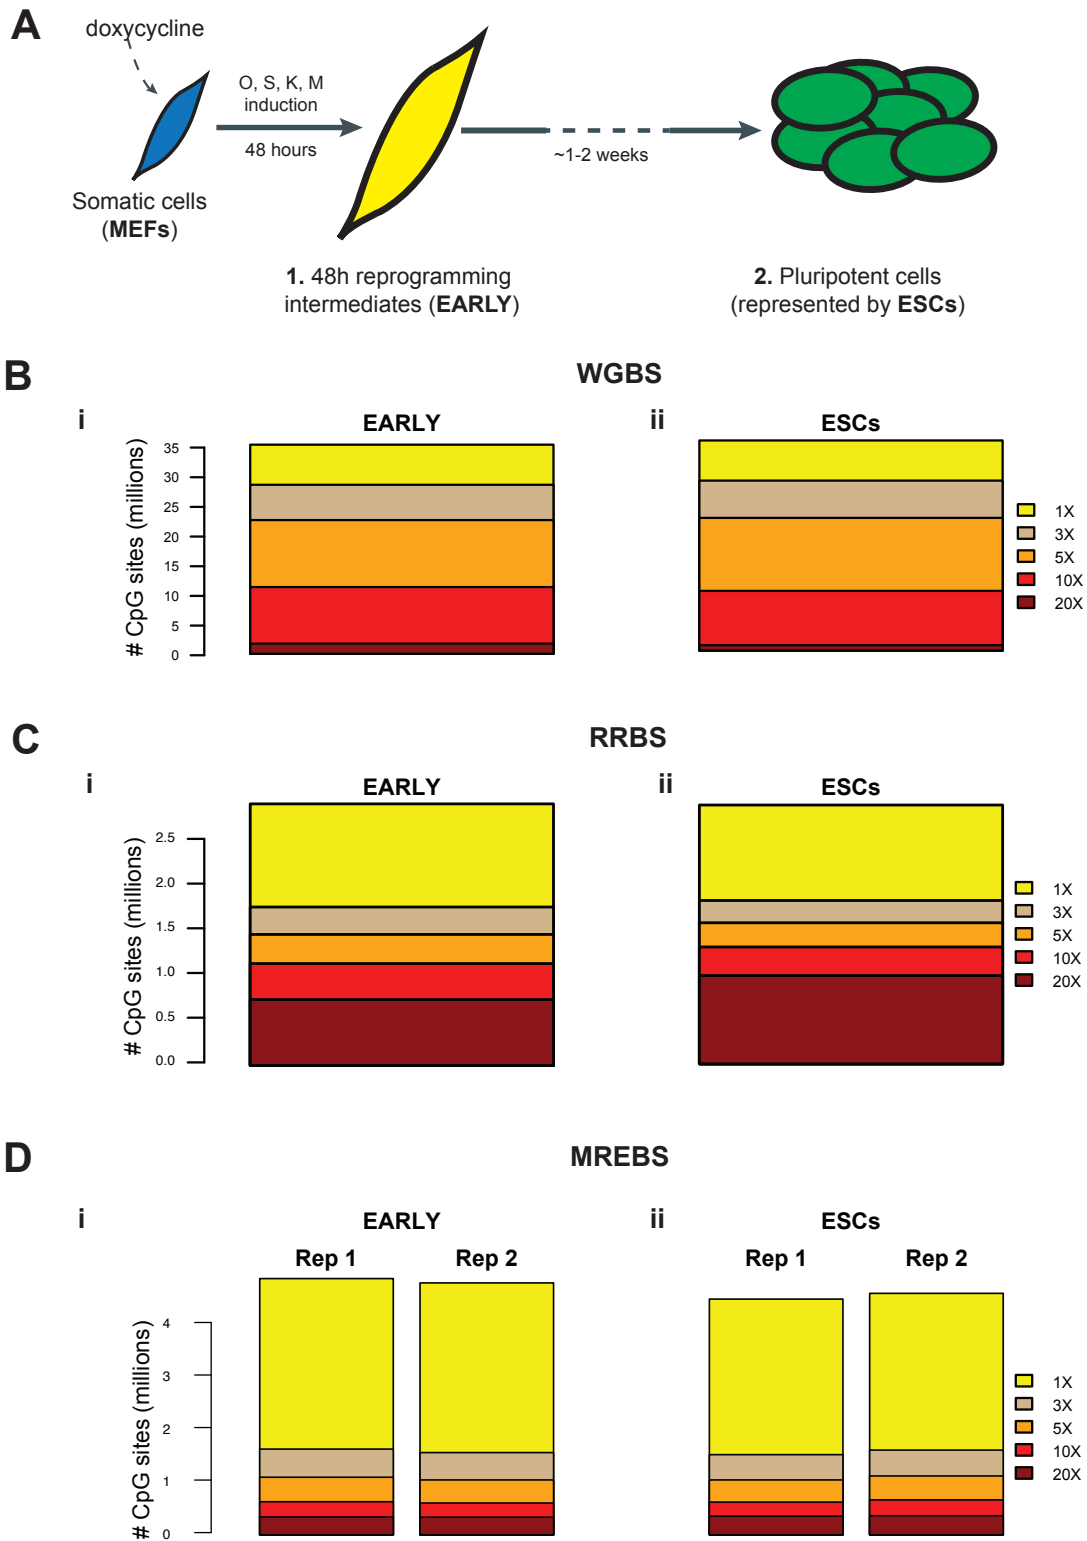 A
doxycycline
O, S, K, M
induction
48 hours
~1-2 weeks
Somatic cells
(MEFs)
1. 48h reprogramming
intermediates (EARLY)
2. Pluripotent cells
(represented by ESCs)
B
WGBS
i
EARLY
# CpG sites (millions)
35
30
25
20
15
10
5
0
ii
ESCs
1X
3X
5X
10X
20X
C
RRBS
i
EARLY
# CpG sites (millions)
2.5
2.0
1.5
1.0
0.5
0.0
ii
ESCs
1X
3X
5X
10X
20X
D
MREBS
i
EARLY
Rep 1
Rep 2
# CpG sites (millions)
4
3
2
1
0
ii
ESCs
Rep 1
Rep 2
1X
3X
5X
10X
20X